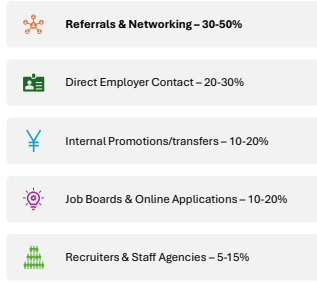 Referrals & Networking – 30-50%
Direct Employer Contact – 20-30%
Internal Promotions/transfers – 10-20%
Job Boards & Online Applications – 10-20%
Recruiters & Staff Agencies – 5-15%